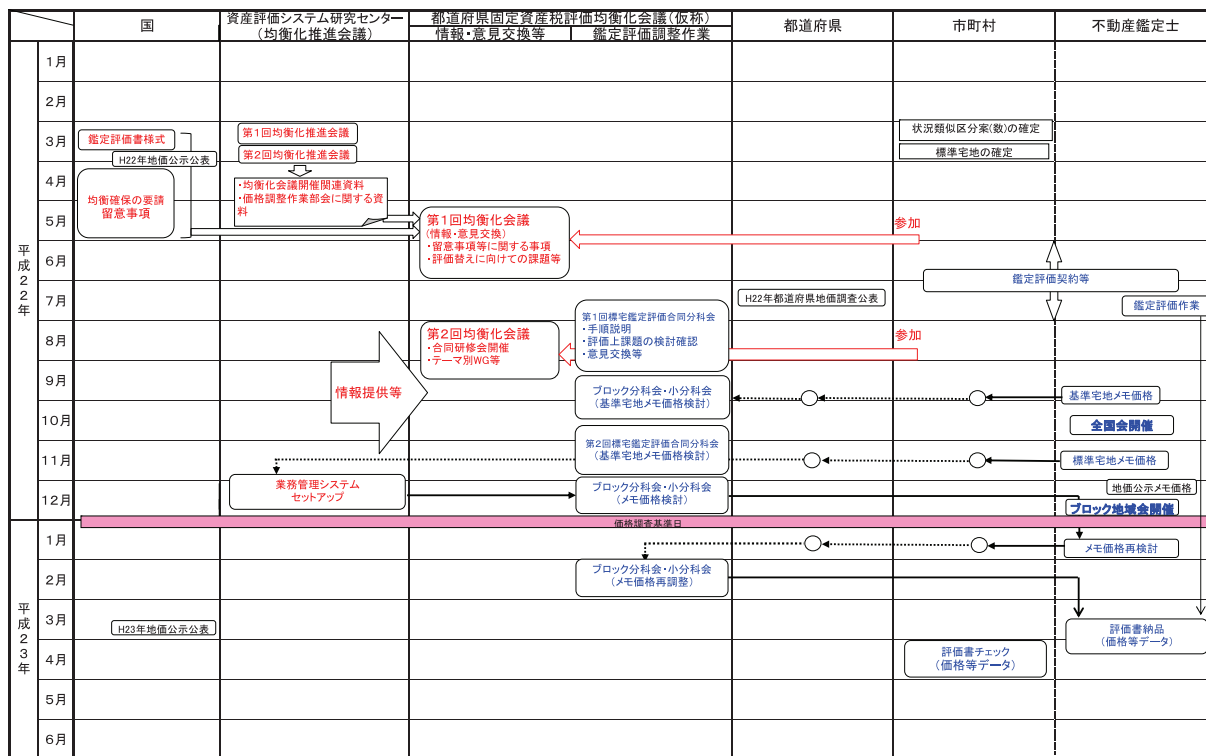 国
資産評価システム研究センター
(均衡化推進会議)
都道府県固定資産税評価均衡化会議(仮称)
情報・意見交換等
鑑定評価調整作業
都道府県
市町村
不動産鑑定士
平成22年
1月
2月
3月
鑑定評価書様式
H22年地価公示公表
第1回均衡化推進会議
第2回均衡化推進会議
状況類似区分案(数)の確定
標準宅地の確定
4月
均衡確保の要請
留意事項
・均衡化会議開催関連資料
・価格調整作業部会に関する資
料
5月
第1回均衡化会議
(情報・意見交換)
・留意事項等に関する事項
・評価替えに向けての課題等
参加
6月
鑑定評価契約等
7月
H22年都道府県地価調査公表
鑑定評価作業
第1回標宅鑑定評価合同分科会
・手順説明
・評価上課題の検討確認
・意見交換等
8月
第2回均衡化会議
・合同研修会開催
・テーマ別WG等
参加
9月
情報提供等
ブロック分科会・小分科会
(基準宅地メモ価格検討)
基準宅地メモ価格
10月
全国会開催
11月
第2回標宅鑑定評価合同分科会
(基準宅地メモ価格検討)
標準宅地メモ価格
12月
業務管理システム
セットアップ
ブロック分科会・小分科会
(メモ価格検討)
地価公示メモ価格
ブロック地域会開催
価格調査基準日
平成23年
1月
メモ価格再検討
2月
ブロック分科会・小分科会
(メモ価格再調整)
3月
H23年地価公示公表
評価書納品
(価格等データ)
4月
評価書チェック
(価格等データ)
5月
6月